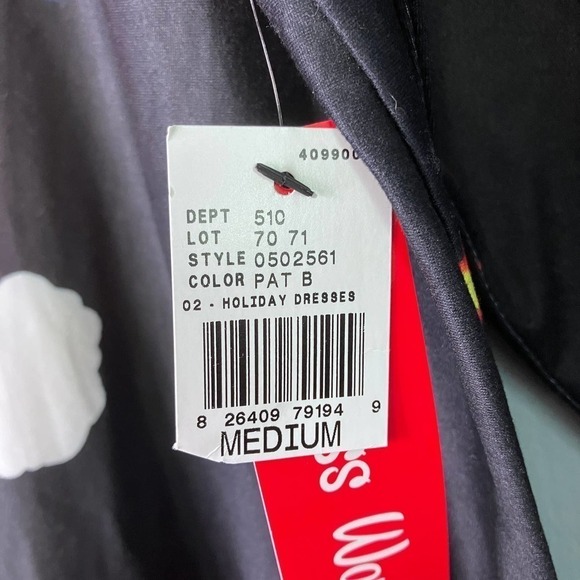 409900
DEPT 510
LOT 70 71
STYLE 0502561
COLOR PAT B
02 - HOLIDAY DRESSES
8 26409 79194 9
MEDIUM